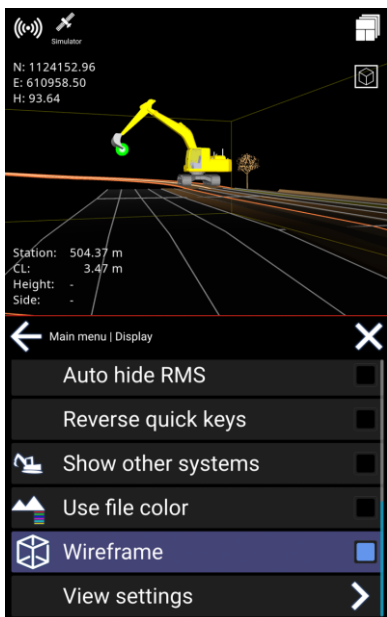 Simulator
N: 1124152.96
E: 610958.50
H: 93.64
Station: 504.37 m
CL: 3.47 m
Height: -
Side: -
Main menu | Display
Auto hide RMS
Reverse quick keys
Show other systems
Use file color
Wireframe
View settings